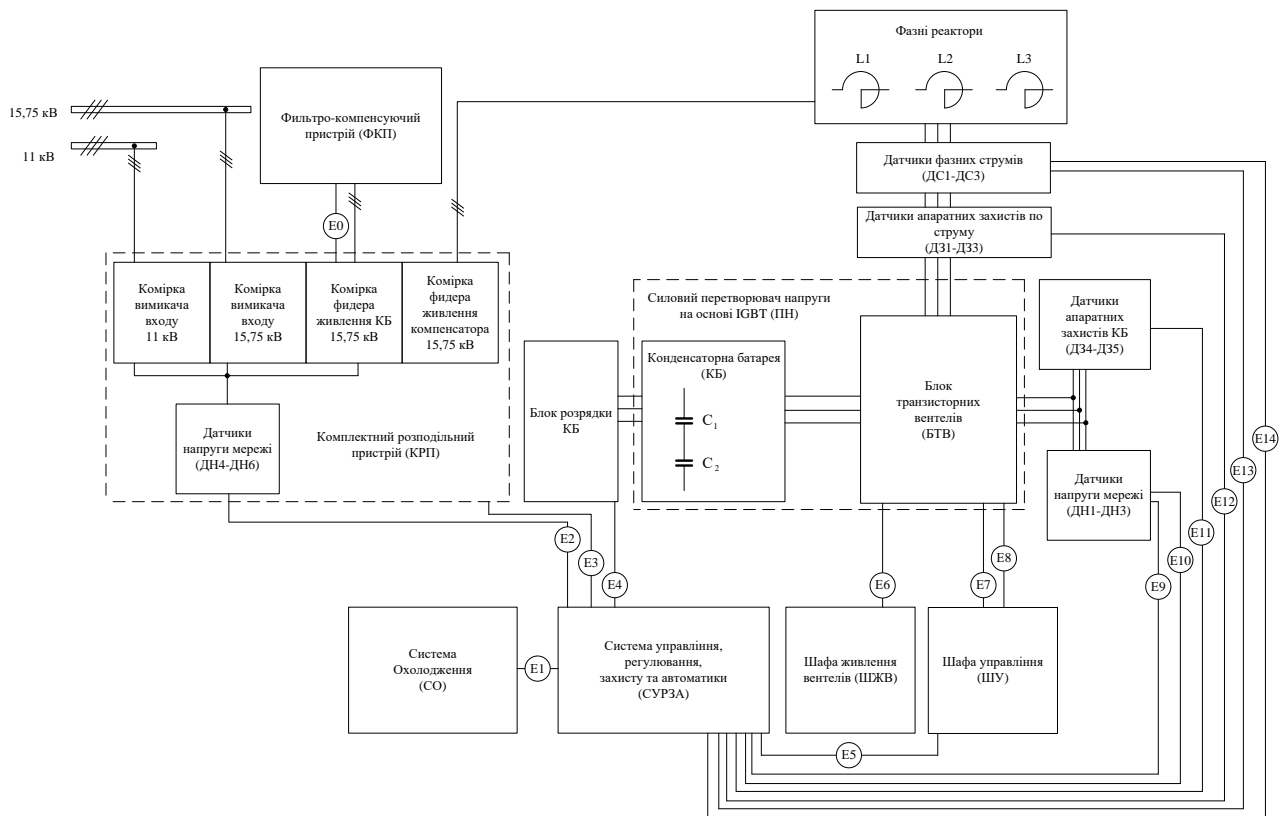 Фазні реактори
L1
L2
L3
15,75 кВ
11 кВ
Фильтро-компенсуючий
пристрій (ФКП)
Датчики фазних струмів
(ДС1-ДС3)
Датчики апаратних захистів по
струму
(ДЗ1-ДЗ3)
E0
Комірка
вимикача
входу
11 кВ
Комірка
вимикача
входу
15,75 кВ
Комірка
фидера
живлення КБ
15,75 кВ
Комірка
фидера
живлення
компенсатора
15,75 кВ
Силовий перетворювач напруги
на основі IGBT (ПН)
Датчики
апаратних
захистів КБ
(ДЗ4-ДЗ5)
Конденсаторна батарея
(КБ)
C1
C2
Блок розрядки
КБ
Блок
транзисторних
вентелів
(БТВ)
Датчики
напруги мережі
(ДН4-ДН6)
Комплектний розподільний
пристрій (КРП)
Датчики
напруги мережі
(ДН1-ДН3)
E14
E13
E12
E11
E10
E9
E2
E3
E4
E6
E7
E8
Система
Охолодження
(СО)
E1
Система управління,
регулювання,
захисту та автоматики
(СУРЗА)
Шафа живлення
вентелів (ШЖВ)
Шафа управління
(ШУ)
E5